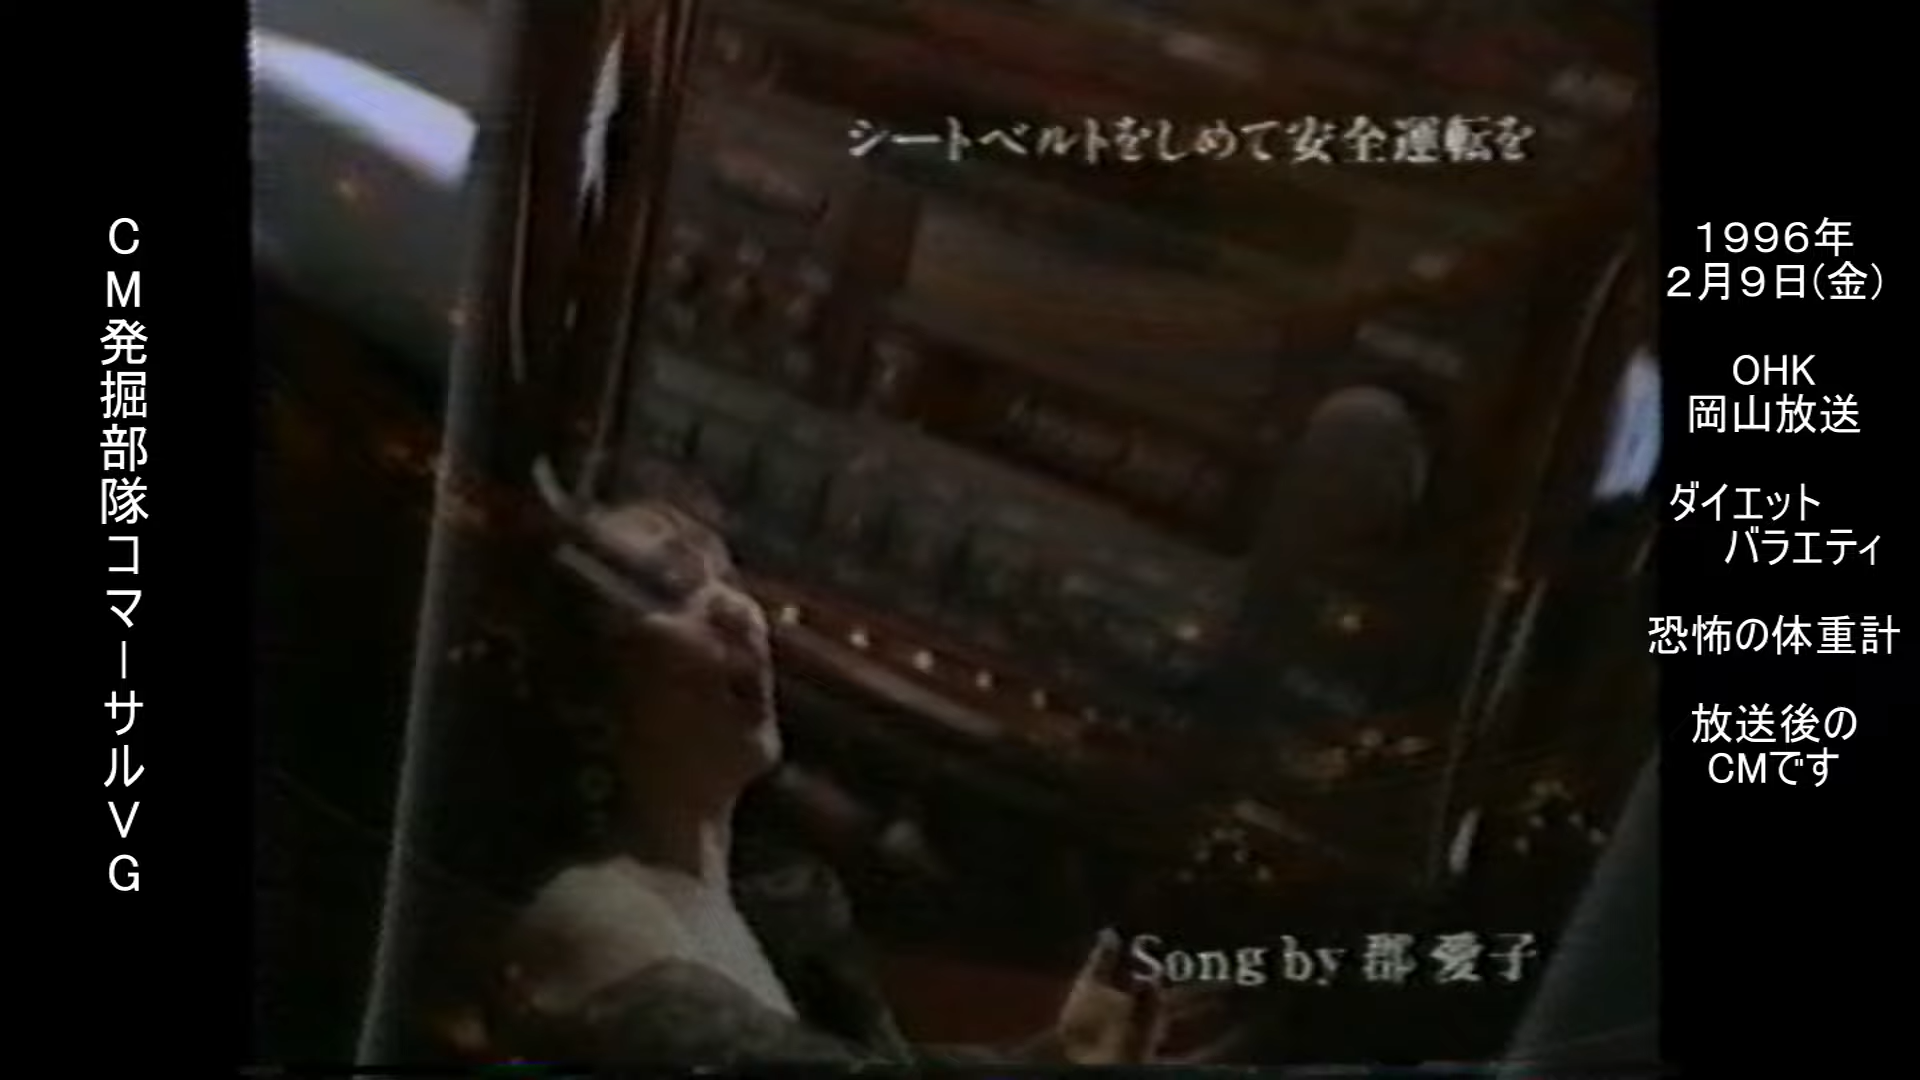 CM発掘部隊コマーサルVG
シートベルトをしめて安全運転を
Song by 郡 愛子
1996年
2月9日(金)
OHK
岡山放送
ダイエット
バラエティ
恐怖の体重計
放送後の
CMです